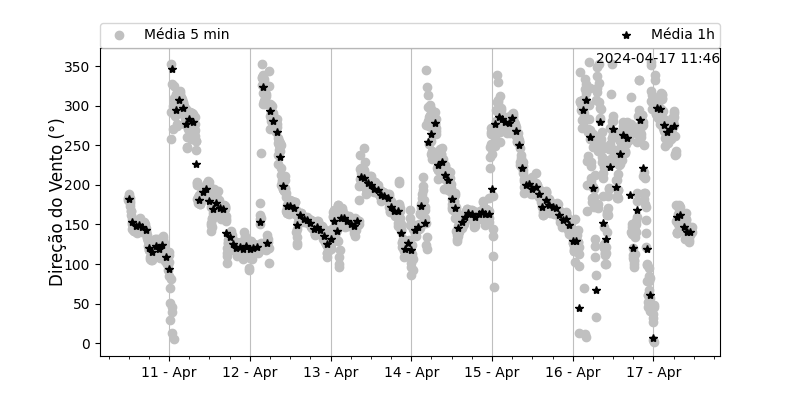 Média 5 min
Média 1h
2024-04-17 11:46
Direção do Vento (°)
350
300
250
200
150
100
50
0
11 - Apr
12 - Apr
13 - Apr
14 - Apr
15 - Apr
16 - Apr
17 - Apr